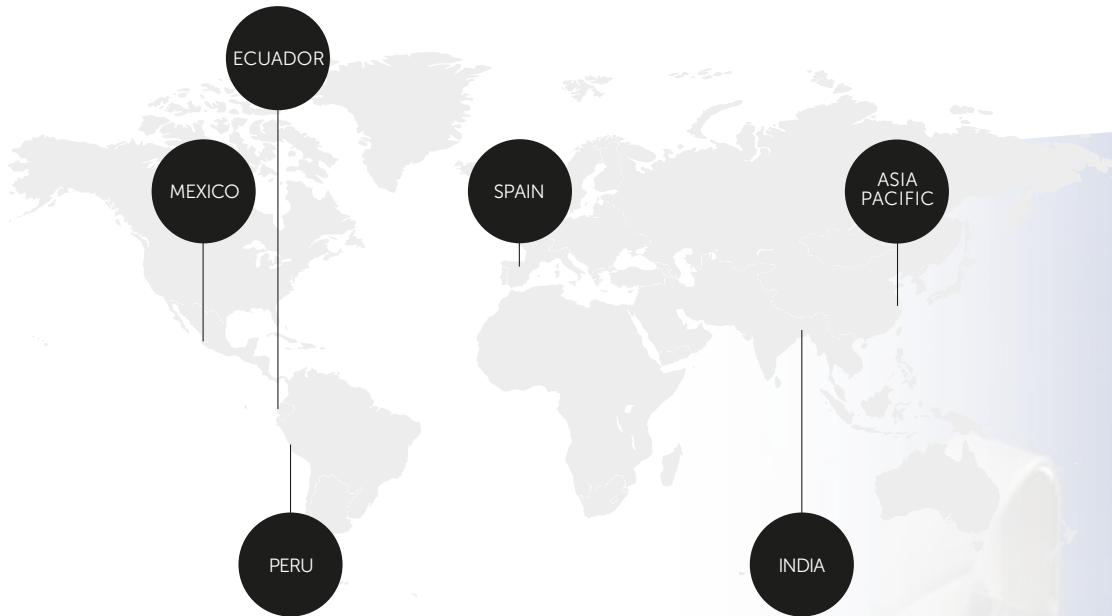 ECUADOR
MEXICO
SPAIN
ASIA
PACIFIC
PERU
INDIA